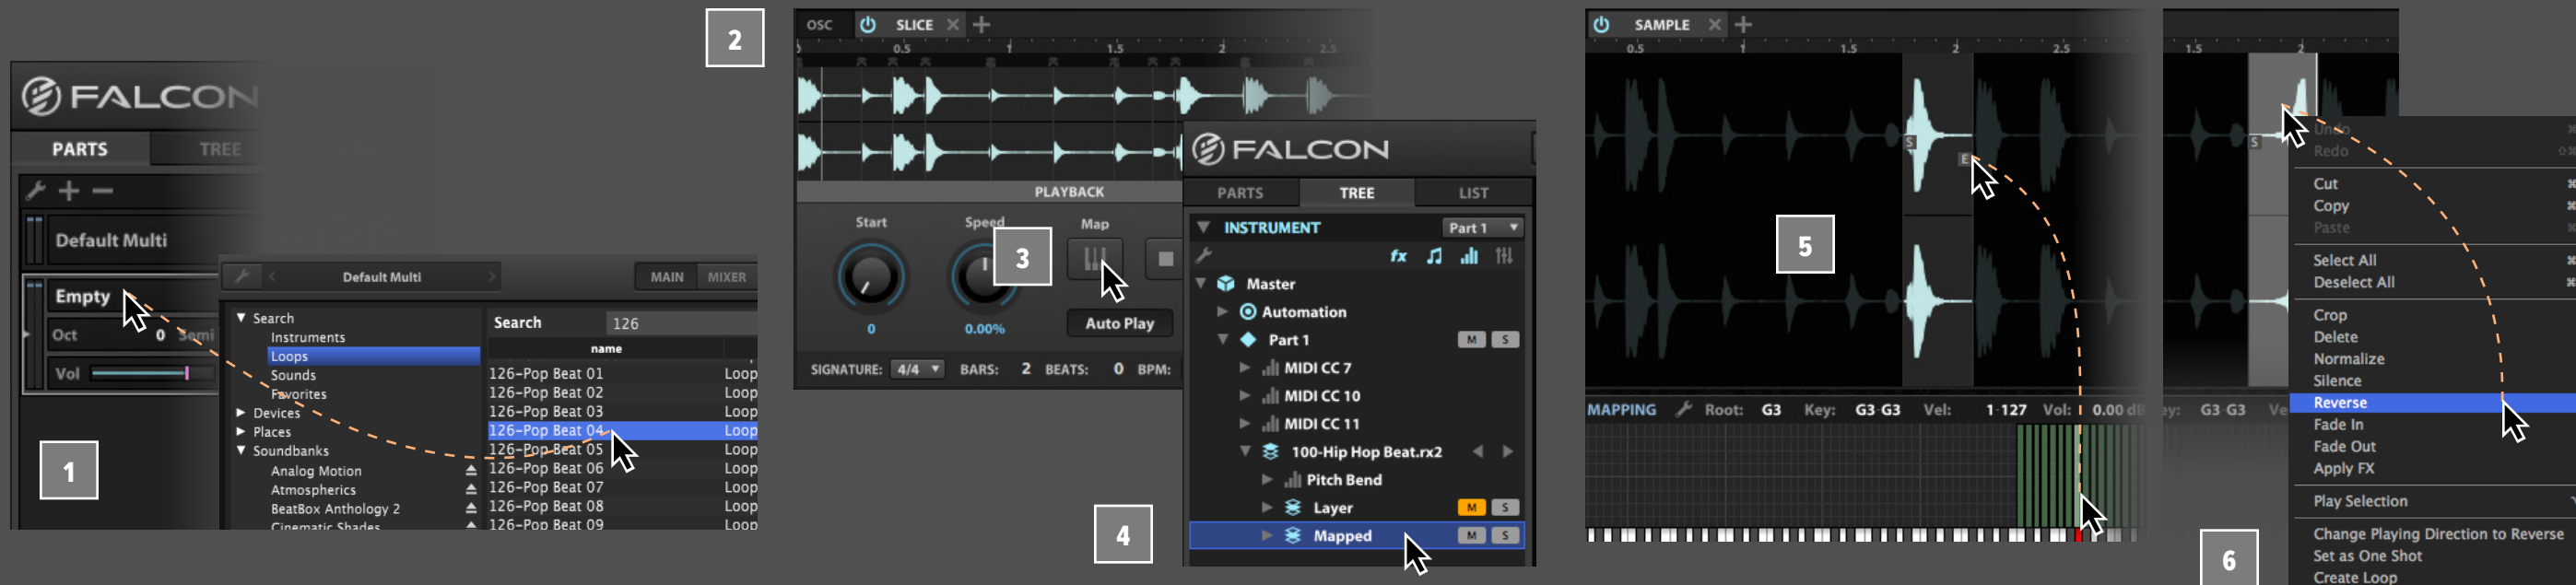 1
FALCON
PARTS
TREE
Default Multi
Empty
Oct
0
Semi
Vol
Default Multi
MAIN
MIXER
Search
Instruments
Loops
Sounds
Favorites
Devices
Places
Soundbanks
Analog Motion
Atmospherics
BeatBox Anthology 2
Cinematic Shades
Search
126
name
126-Pop Beat 01 Loop
126-Pop Beat 02 Loop
126-Pop Beat 03 Loop
126-Pop Beat 04 Loop
126-Pop Beat 05 Loop
126-Pop Beat 06 Loop
126-Pop Beat 07 Loop
126-Pop Beat 08 Loop
126-Pop Beat 09 Loop
2
OSC
SLICE
0.5 1 1.5 2 2.5
PLAYBACK
Start
Speed
Map
3
0
0.00%
Auto Play
SIGNATURE: 4/4 BARS: 2 BEATS: 0 BPM:
4
FALCON
PARTS
TREE
LIST
INSTRUMENT
Part 1
fx
Master
Automation
Part 1 M S
MIDI CC 7
MIDI CC 10
MIDI CC 11
100-Hip Hop Beat.rx2
Pitch Bend
Layer M S
Mapped M S
SAMPLE
0.5 1 1.5 2 2.5
S
E
5
MAPPING Root: G3 Key: G3-G3 Vel: 1-127 Vol: 0.00 dB
1.5 2
S
G3-G3
6
Undo
Redo
Cut
Copy
Paste
Select All
Deselect All
Crop
Delete
Normalize
Silence
Reverse
Fade In
Fade Out
Apply FX
Play Selection
Change Playing Direction to Reverse
Set as One Shot
Create Loop